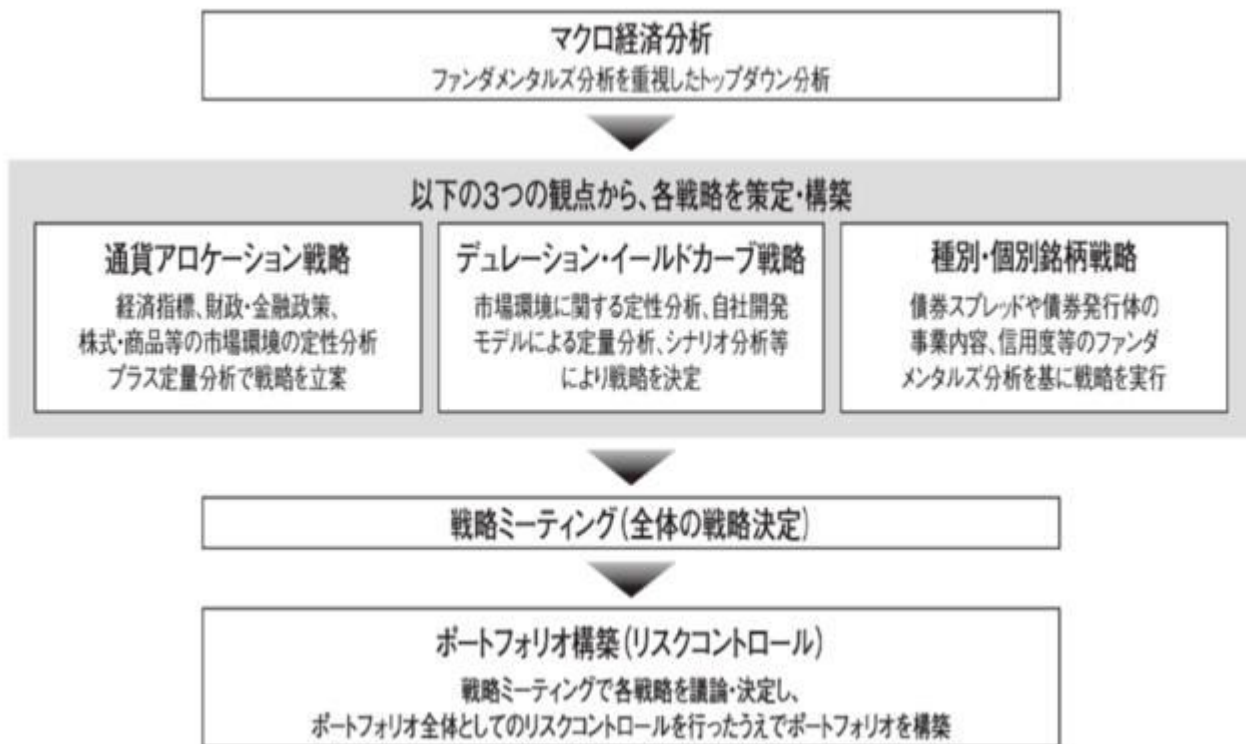 マクロ経済分析
ファンダメンタルズ分析を重視したトップダウン分析
以下の3つの観点から、各戦略を策定・構築
通貨アロケーション戦略
経済指標、財政・金融政策、
株式・商品等の市場環境の定性分析
プラス定量分析で戦略を立案
デュレーション・イールドカーブ戦略
市場環境に関する定性分析、自社開発
モデルによる定量分析、シナリオ分析等
により戦略を決定
種別・個別銘柄戦略
債券スプレッドや債券発行体の
事業内容、信用度等のファンダ
メンタルズ分析を基に戦略を実行
戦略ミーティング(全体の戦略決定)
ポートフォリオ構築(リスクコントロール)
戦略ミーティングで各戦略を議論・決定し、
ポートフォリオ全体としてのリスクコントロールを行ったうえでポートフォリオを構築